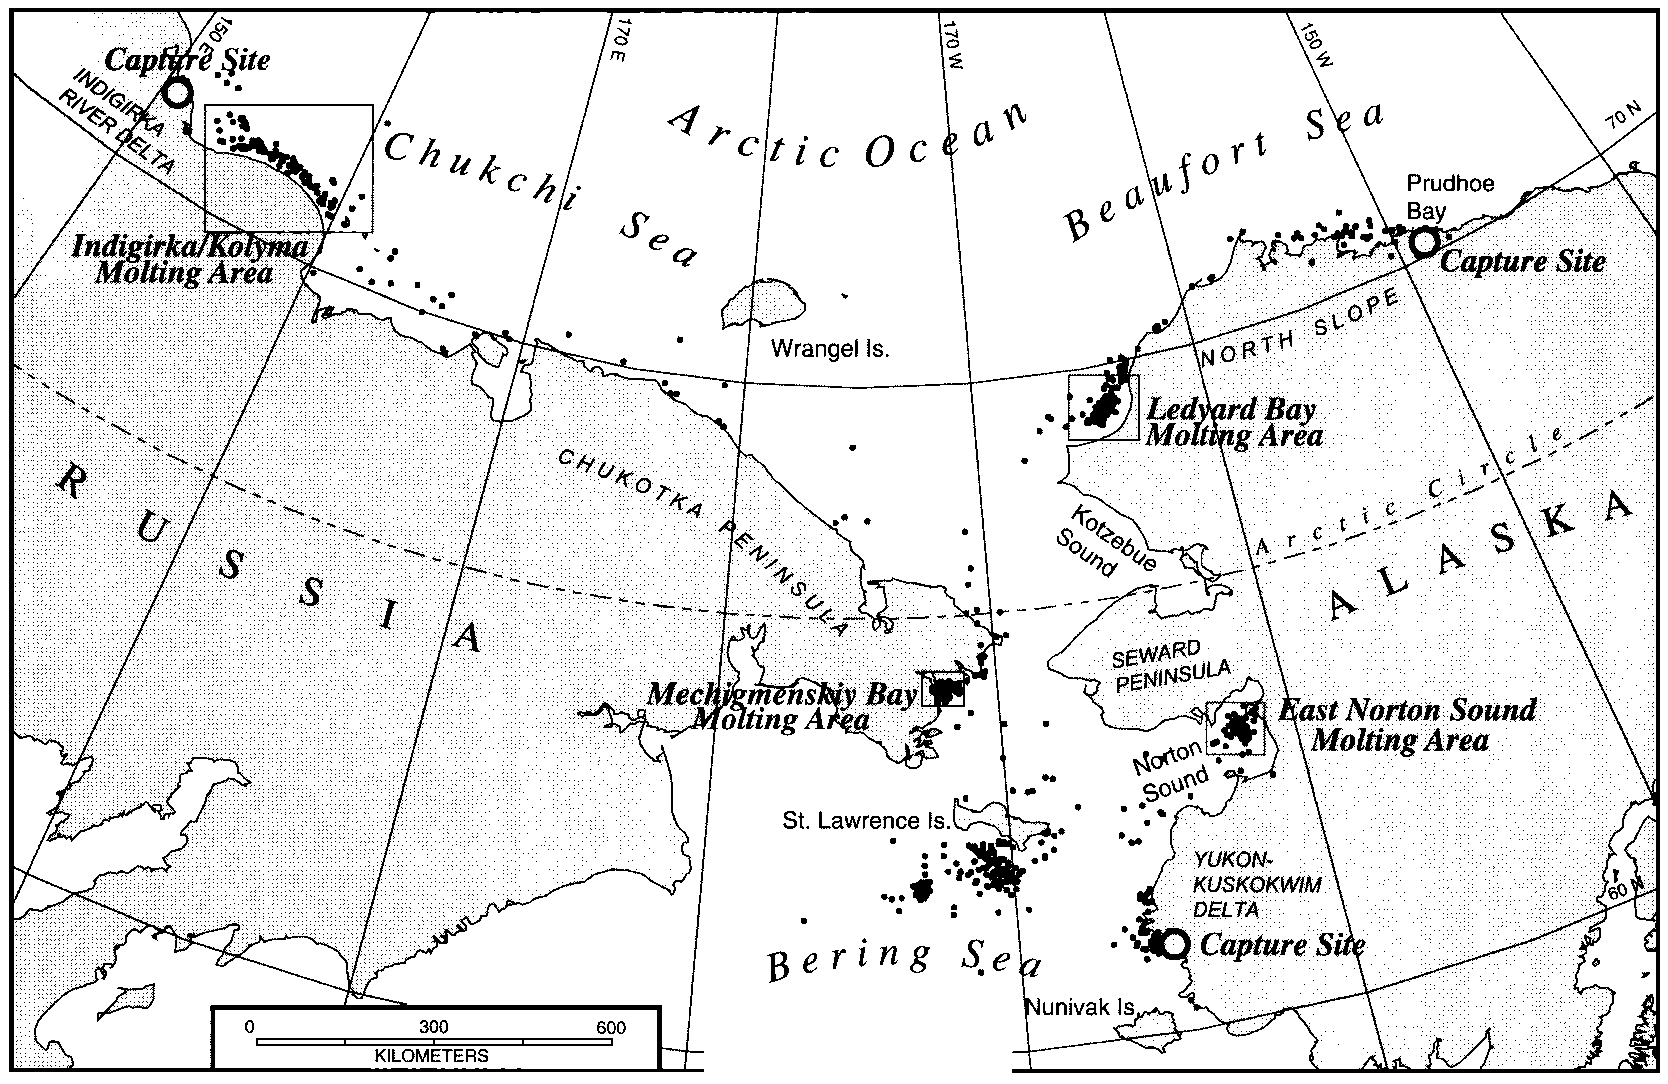 150 E
170 E
170 W
150 W
70 N
Capture Site
INDIGIRKA
RIVER DELTA
Arctic Ocean
Chukchi
Sea
Beaufort Sea
Prudhoe
Bay
Capture Site
Indigirka/Kolyma
Molting Area
Wrangel Is.
NORTH SLOPE
Ledyard Bay
Molting Area
RUSSIA
CHUKOTKA PENINSULA
Kotzebue
Sound
Arctic Circle
ALASKA
SEWARD
PENINSULA
Mechigmenskiy Bay
Molting Area
East Norton Sound
Molting Area
Norton
Sound
St. Lawrence Is.
YUKON-
KUSKOKWIM
DELTA
60 N
Capture Site
Bering Sea
Nunivak Is.
0 300 600
KILOMETERS